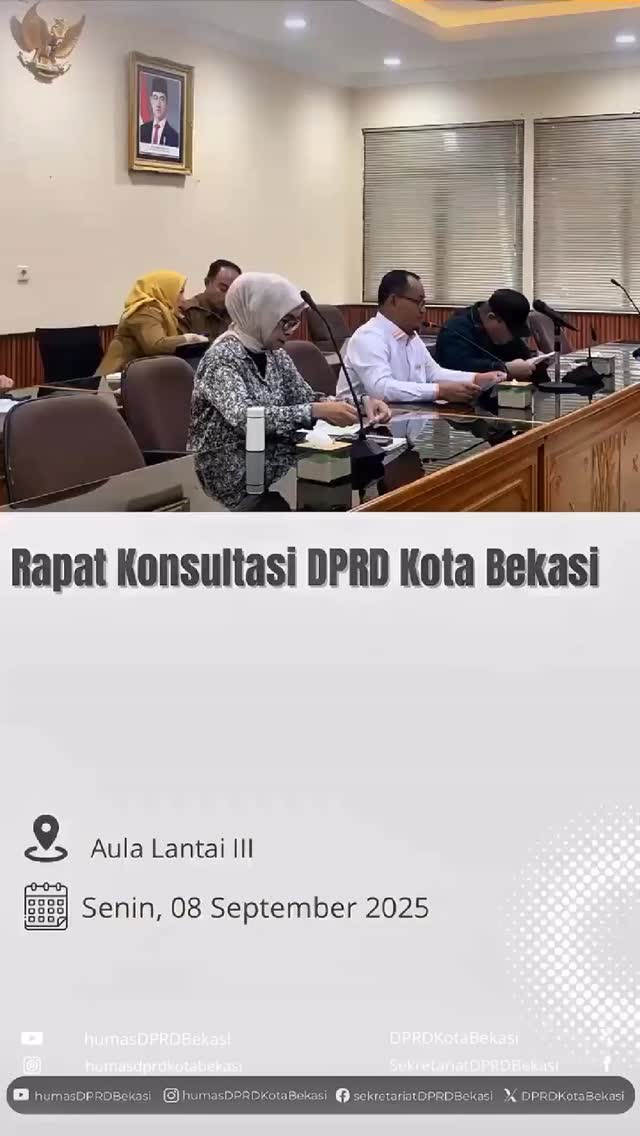 Rapat Konsultasi DPRD Kota Bekasi
Aula Lantai III
Senin, 08 September 2025
humasDPRDBekasi DPRDKotaBekasi
humasdprdkotabekasi SekretariatDPRDBekasi
humasDPRDBekasi humasDPRDKotaBekasi sekretariatDPRDBekasi DPRDKotaBekasi